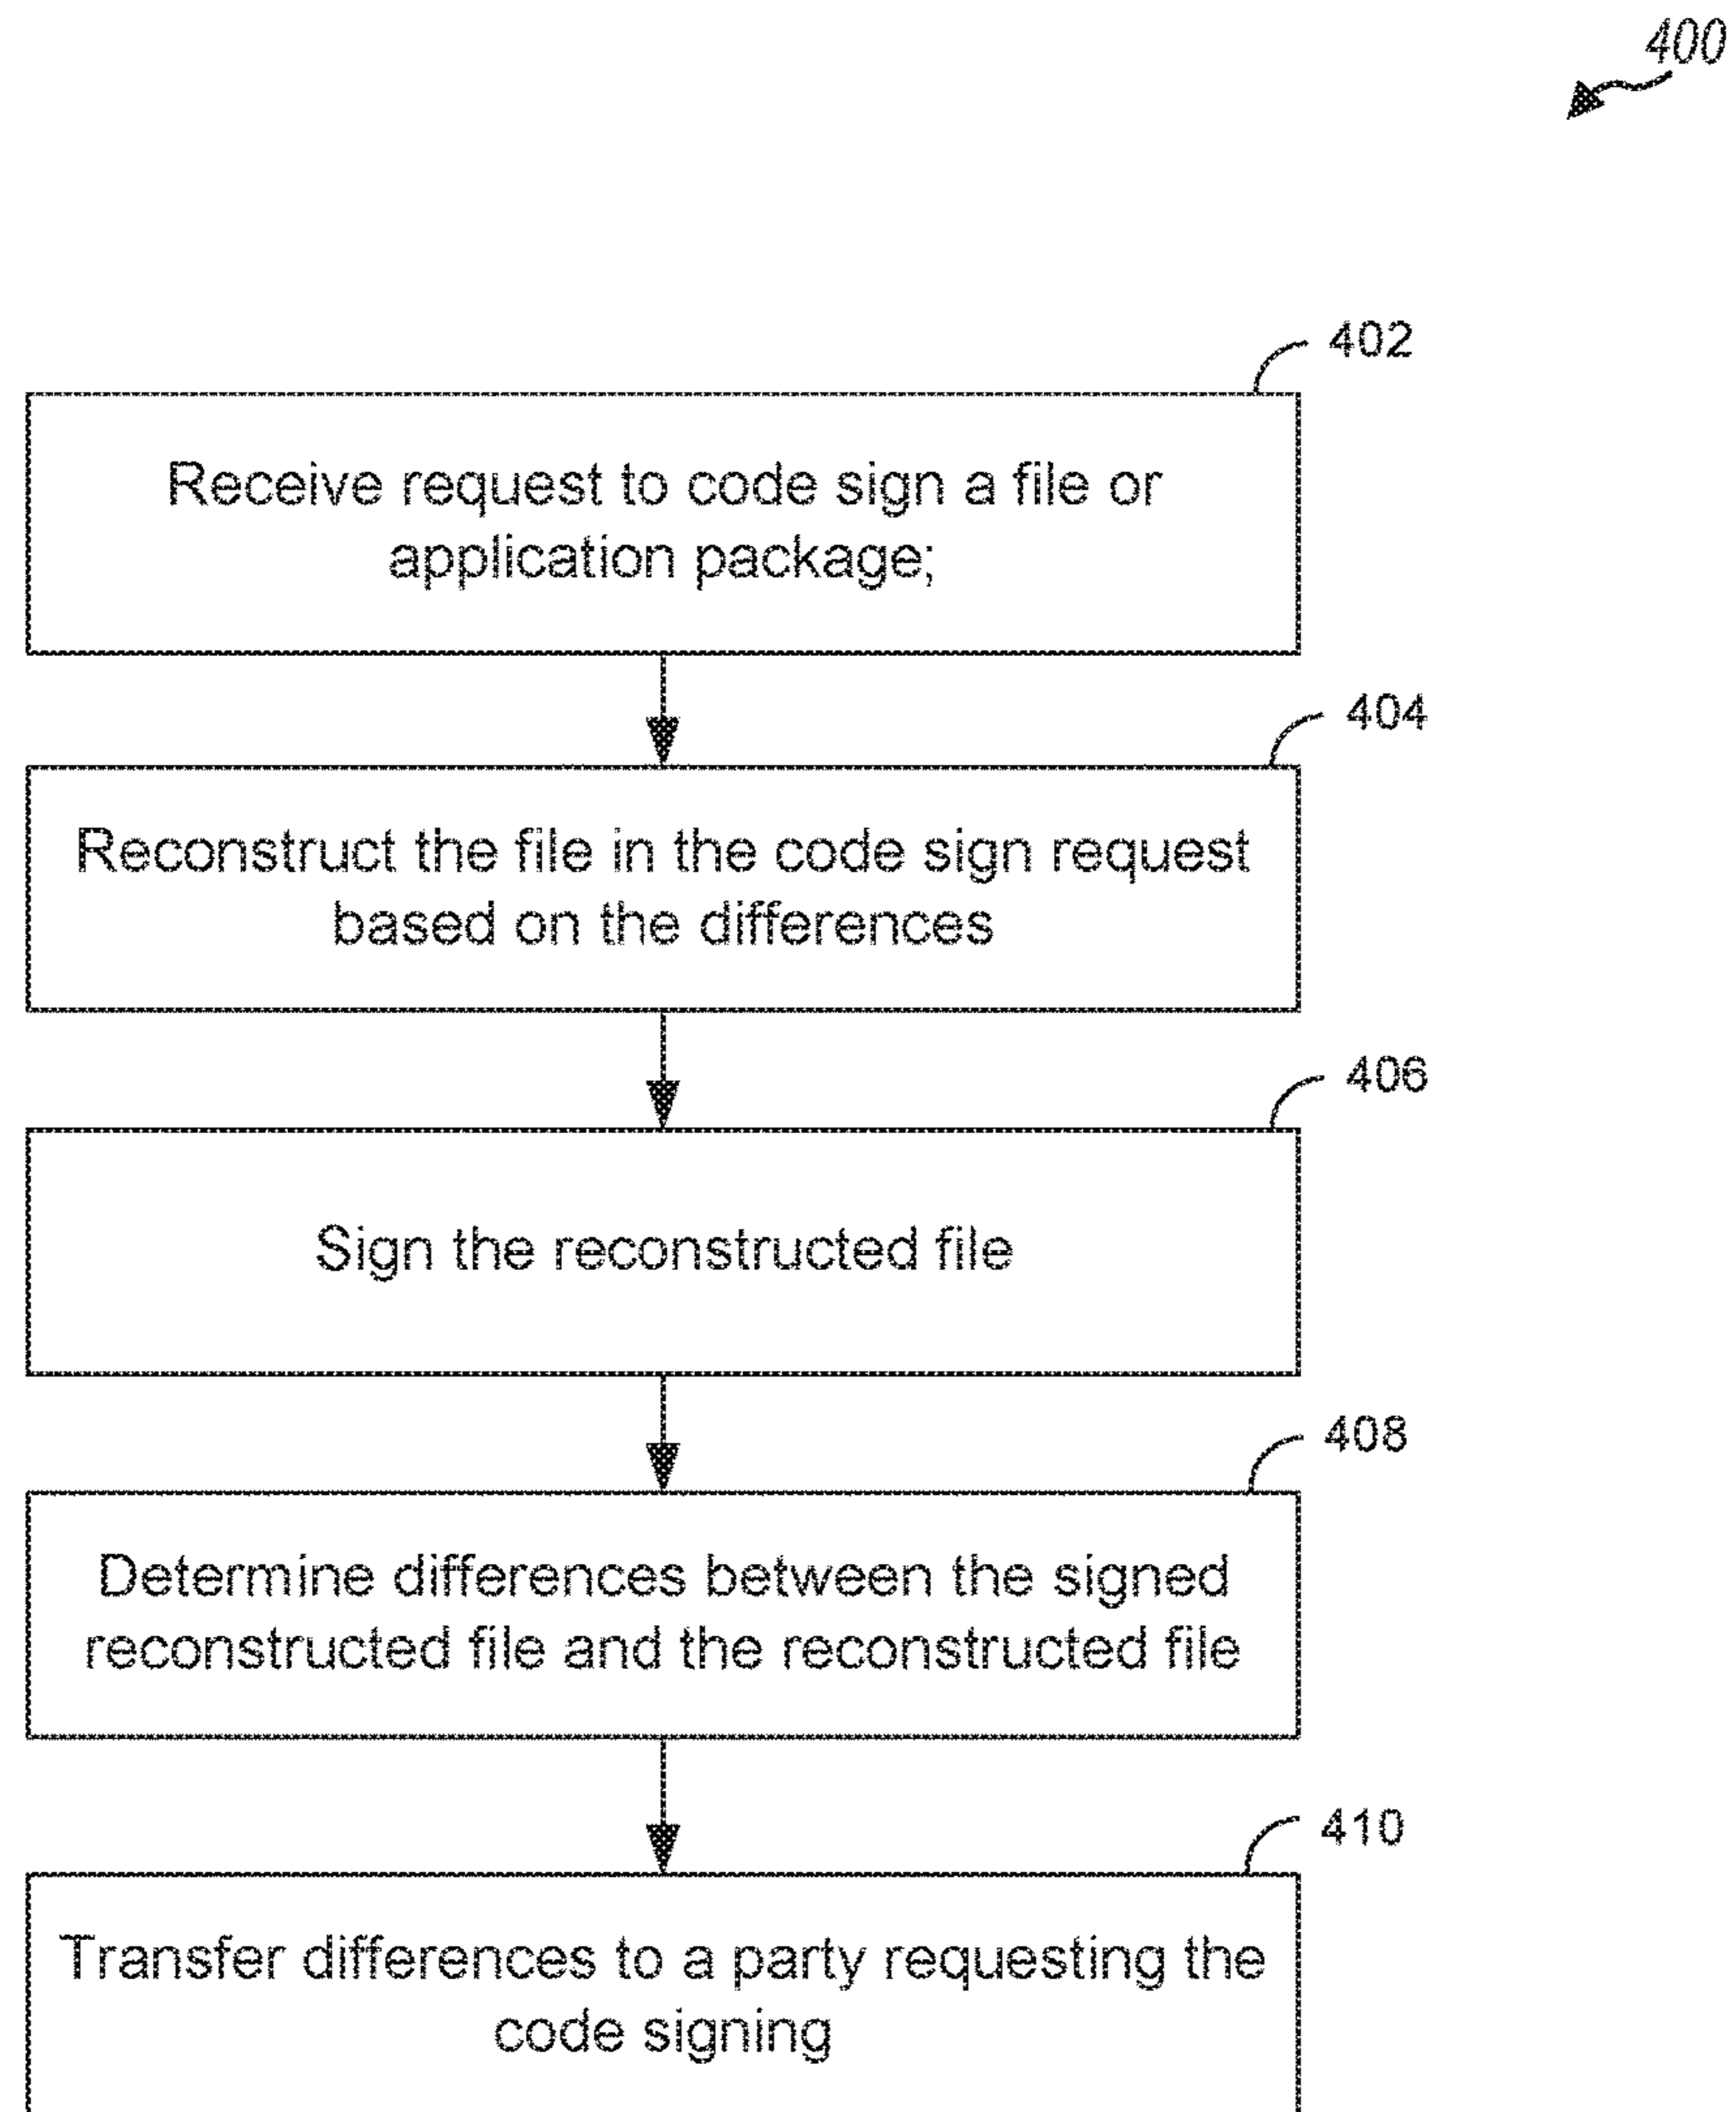 400
402
Receive request to code sign a file or
application package;
404
Reconstruct the file in the code sign request
based on the differences
406
Sign the reconstructed file
408
Determine differences between the signed
reconstructed file and the reconstructed file
410
Transfer differences to a party requesting the
code signing